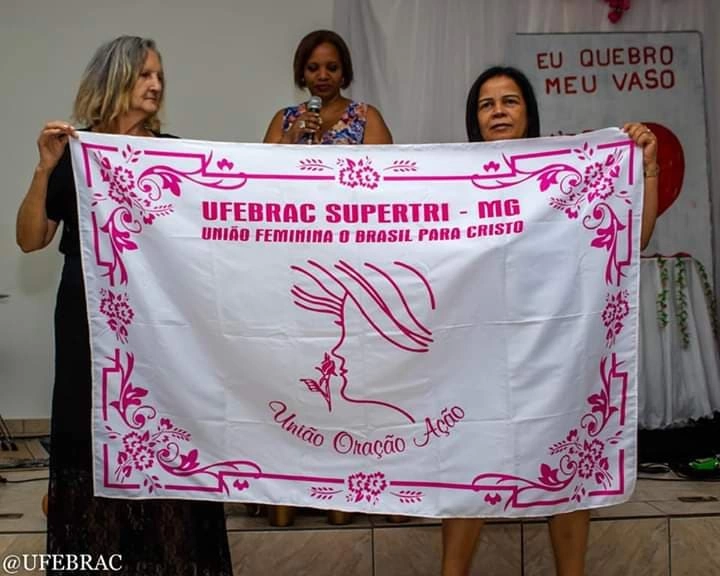 EU QUEBRO
MEU VASO
UFEBRAC SUPERTRI - MG
UNIÃO FEMININA O BRASIL PARA CRISTO
União Oração Ação
@UFEBRAC